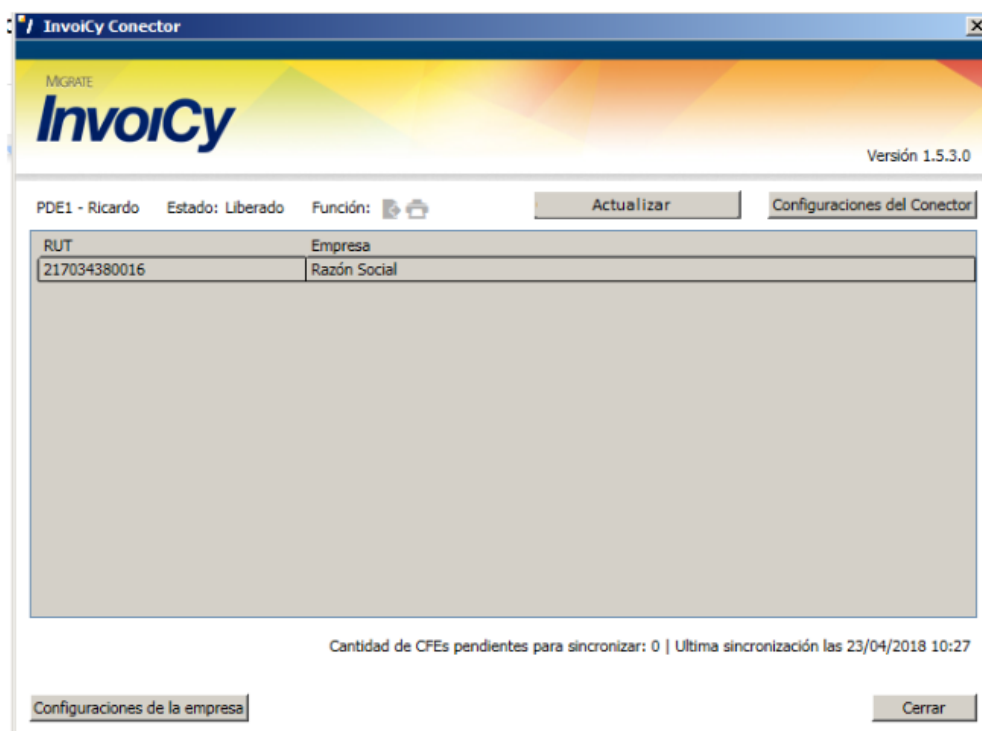 InvoiCy Conector
MIGRATE
InvoiCy
Versión 1.5.3.0
PDE1 - Ricardo Estado: Liberado Función: Actualizar Configuraciones del Conector
RUT Empresa
217034380016 Razón Social
Cantidad de CFEs pendientes para sincronizar: 0 | Ultima sincronización las 23/04/2018 10:27
Configuraciones de la empresa Cerrar